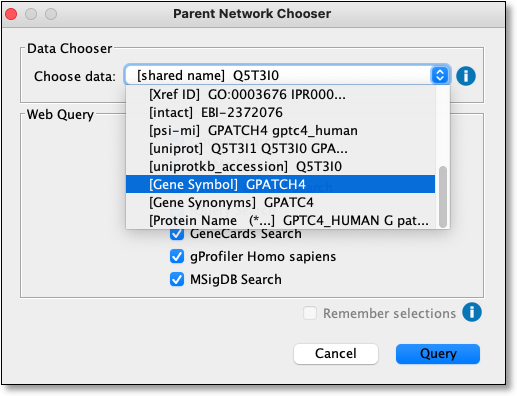 Parent Network Chooser
Data Chooser
Choose data: [shared name] Q5T3I0
[Xref ID] GO:0003676 IPR000...
[intact] EBI-2372076
[psi-mi] GPATCH4 gptc4_human
[uniprot] Q5T3I1 Q5T3I0 GPA...
[uniprotkb_accession] Q5T3I0
[Gene Symbol] GPATCH4
[Gene Synonyms] GPATC4
[Protein Name (*...] GPTC4_HUMAN G pat...
Web Query
GeneCards Search
gProfiler Homo sapiens
MSigDB Search
Remember selections
Cancel Query